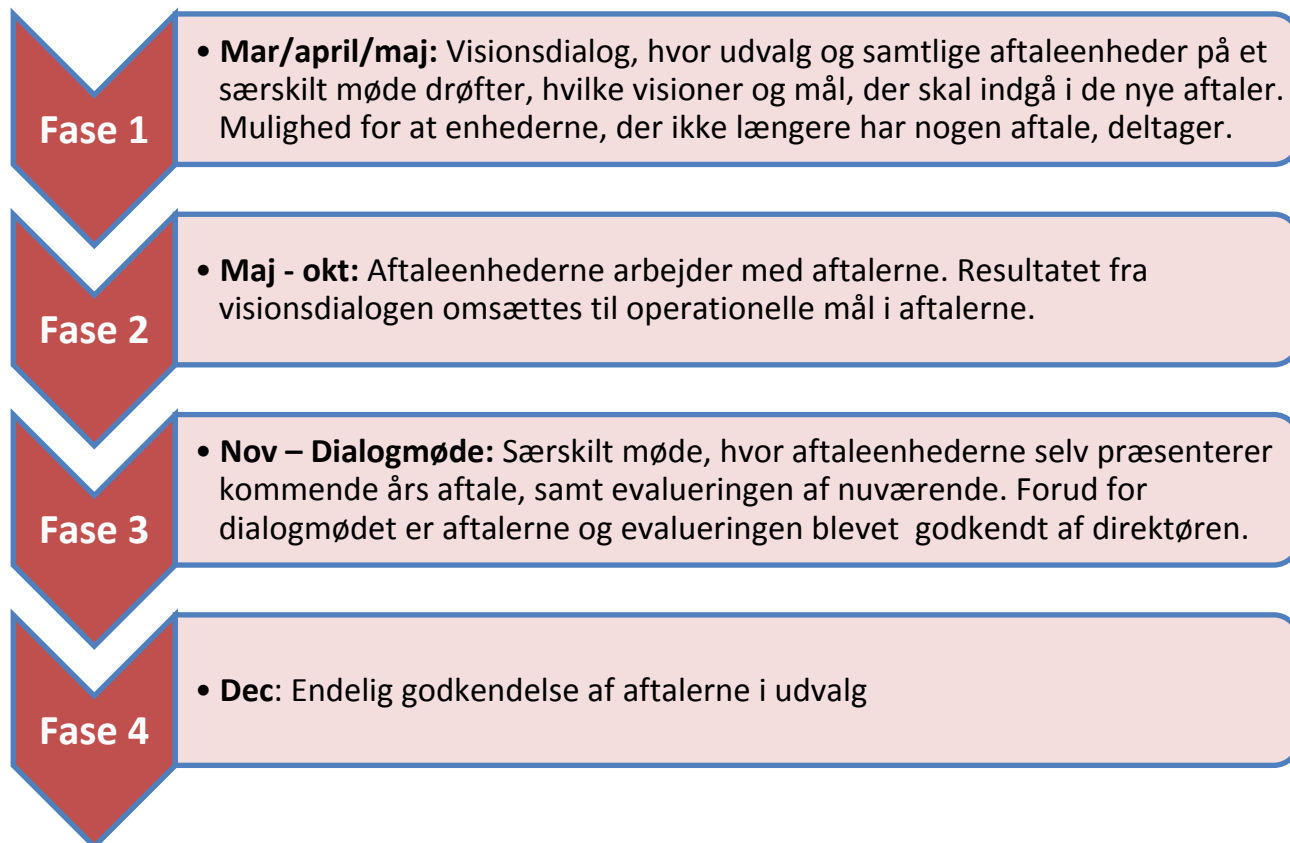 Fase 1
• Mar/april/maj: Visionsdialog, hvor udvalg og samtlige aftaleenheder på et
særskilt møde drøfter, hvilke visioner og mål, der skal indgå i de nye aftaler.
Mulighed for at enhederne, der ikke længere har nogen aftale, deltager.
Fase 2
• Maj - okt: Aftaleenhederne arbejder med aftalerne. Resultatet fra
visionsdialogen omsættes til operationelle mål i aftalerne.
Fase 3
• Nov – Dialogmøde: Særskilt møde, hvor aftaleenhederne selv præsenterer
kommende års aftale, samt evalueringen af nuværende. Forud for
dialogmødet er aftalerne og evalueringen blevet  godkendt af direktøren.
Fase 4
• Dec: Endelig godkendelse af aftalerne i udvalg